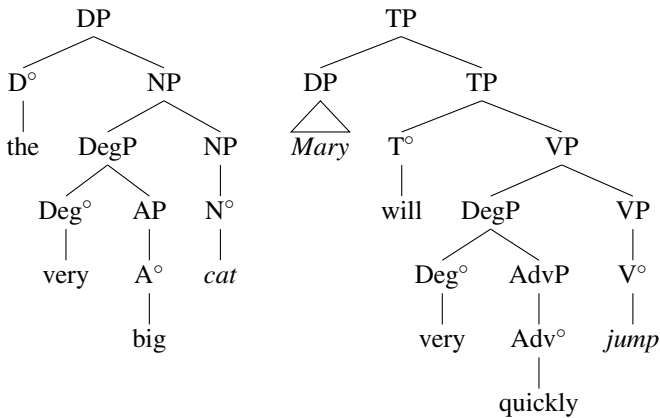 DP TP
D° NP DP TP
the DegP NP Mary T° VP
Deg° AP N° will DegP VP
very A° cat Deg° AdvP V°
big very Adv° jump
quickly